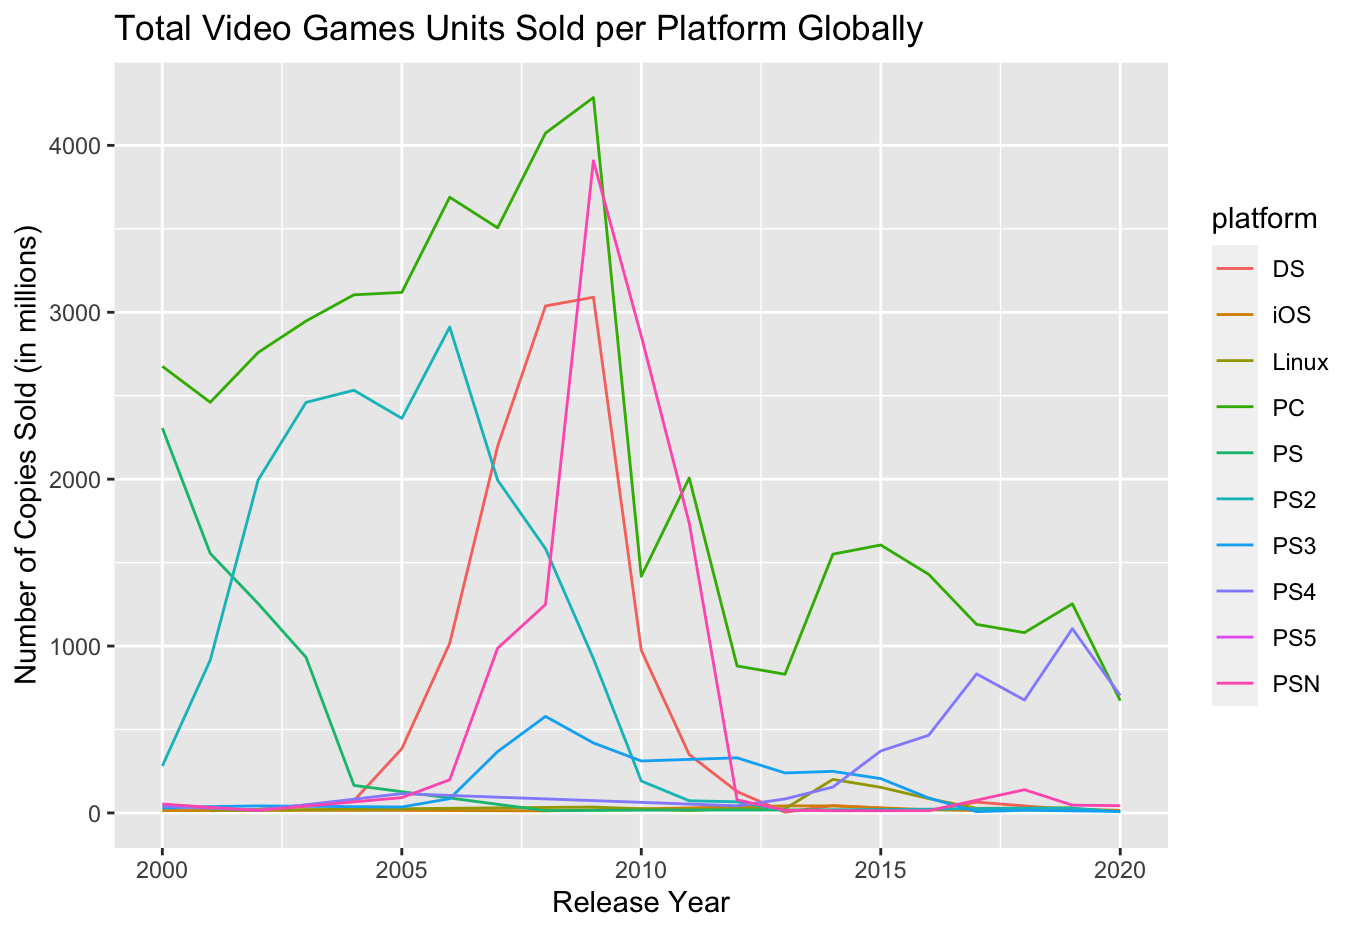 Total Video Games Units Sold per Platform Globally
Number of Copies Sold (in millions)
4000
3000
2000
1000
0
2000
2005
2010
2015
2020
Release Year
platform
DS
iOS
Linux
PC
PS
PS2
PS3
PS4
PS5
PSN